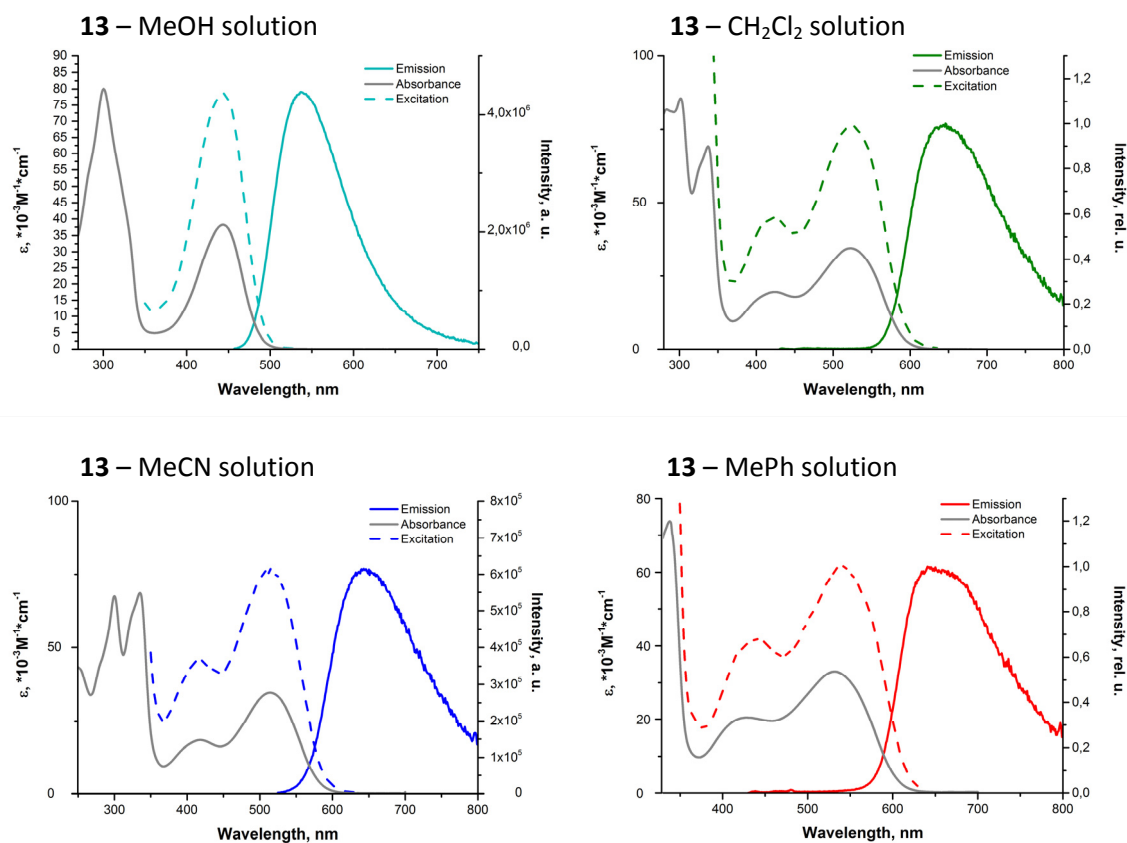 13 – MeOH solution
Emission
Absorbance
Excitation
90
85
80
75
70
65
60
55
50
45
40
35
30
25
20
15
10
5
0
ε, *10⁻³M⁻¹*cm⁻¹
4,0x10⁶
2,0x10⁶
0,0
Intensity, a. u.
300 400 500 600 700
Wavelength, nm
13 – CH₂Cl₂ solution
Emission
Absorbance
Excitation
100
50
0
ε, *10⁻³M⁻¹*cm⁻¹
1,2
1,0
0,8
0,6
0,4
0,2
0,0
Intensity, rel. u.
300 400 500 600 700 800
Wavelength, nm
13 – MeCN solution
Emission
Absorbance
Excitation
100
50
0
ε, *10⁻³M⁻¹*cm⁻¹
8x10⁵
7x10⁵
6x10⁵
5x10⁵
4x10⁵
3x10⁵
2x10⁵
1x10⁵
0
Intensity, a. u.
300 400 500 600 700 800
Wavelength, nm
13 – MePh solution
Emission
Absorbance
Excitation
80
60
40
20
0
ε, *10⁻³M⁻¹*cm⁻¹
1,2
1,0
0,8
0,6
0,4
0,2
0,0
Intensity, rel. u.
400 500 600 700 800
Wavelength, nm